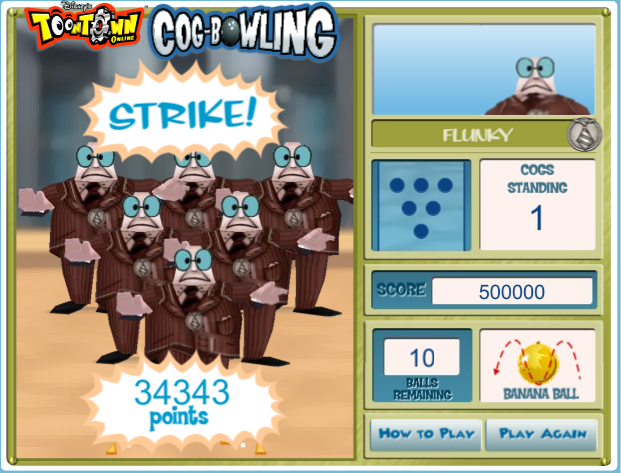 Disney's
TOONTOWN
ONLINE
COG-BOWLING
STRIKE!
34343
points
FLUNKY
COGS
STANDING
1
SCORE 500000
10
BALLS
REMAINING
BANANA BALL
HOW TO PLAY
PLAY AGAIN